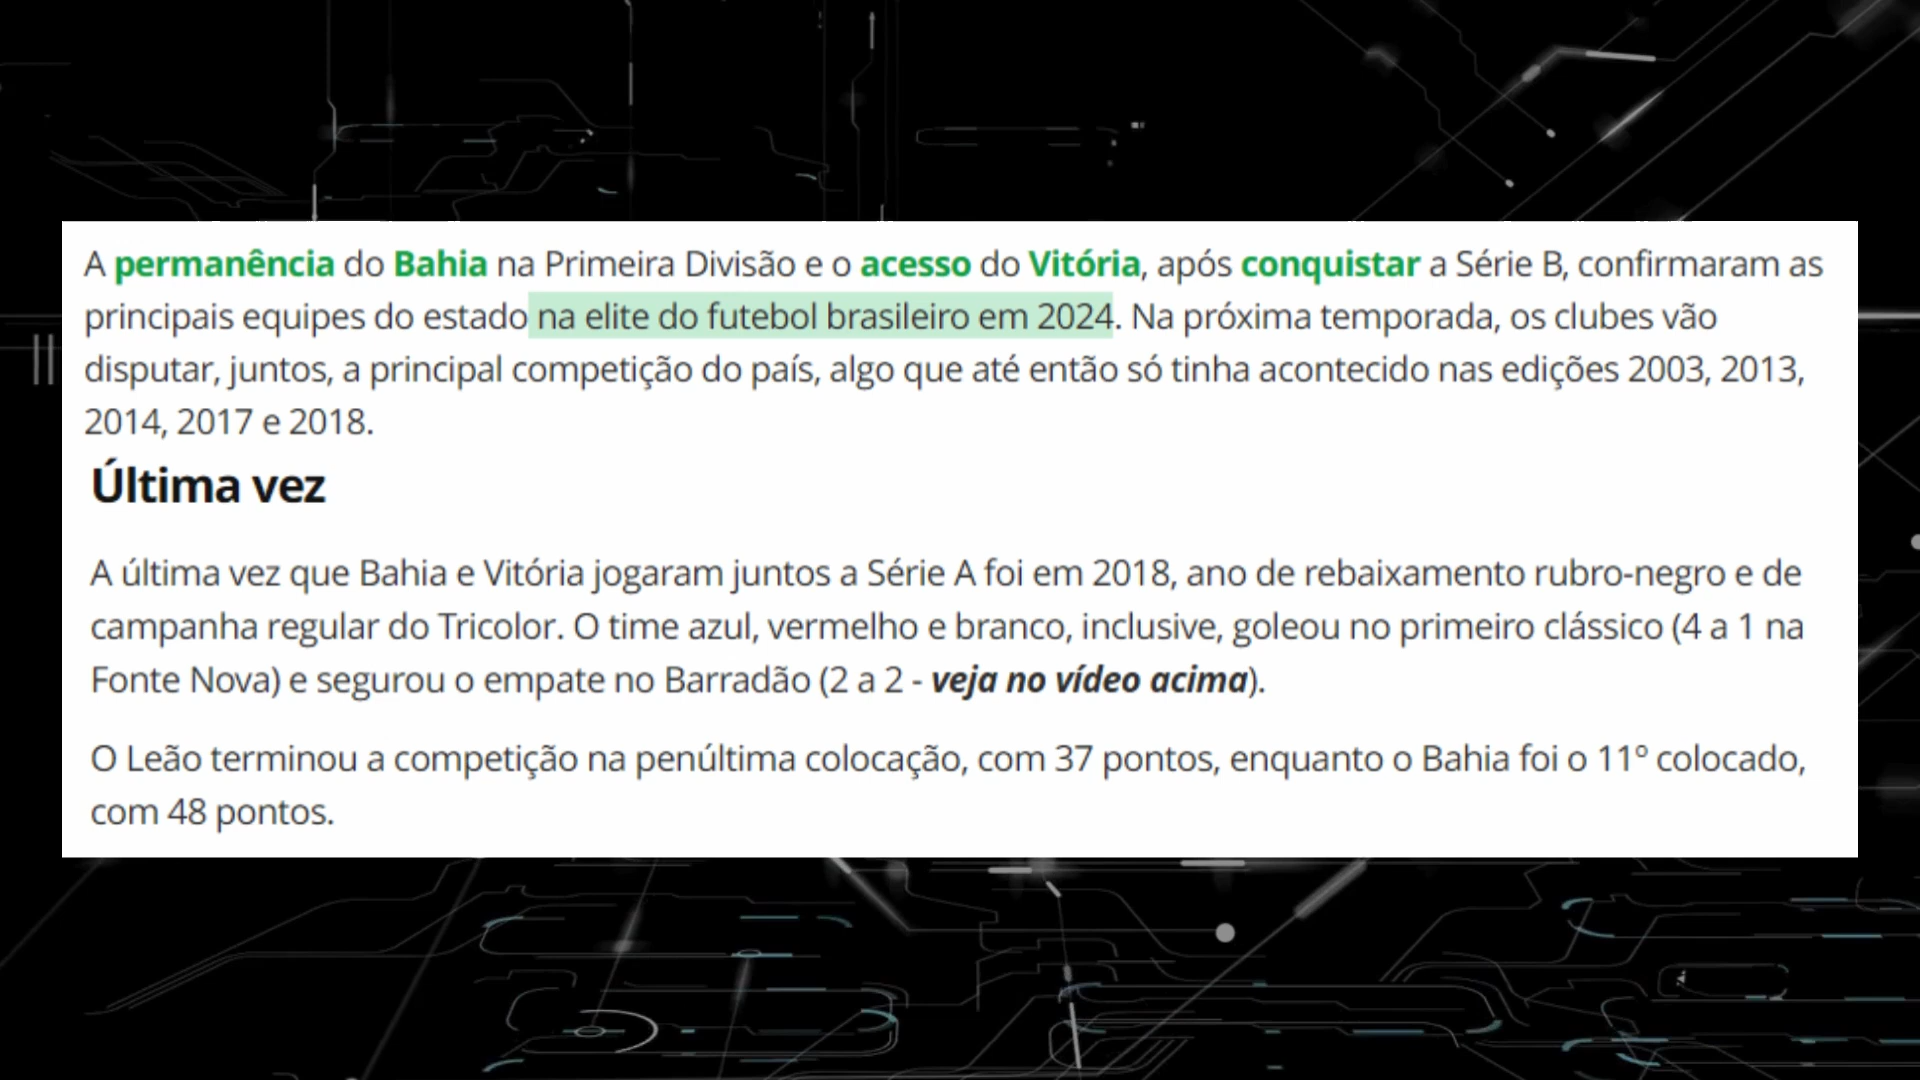 A permanência do Bahia na Primeira Divisão e o acesso do Vitória, após conquistar a Série B, confirmaram as
principais equipes do estado na elite do futebol brasileiro em 2024. Na próxima temporada, os clubes vão
disputar, juntos, a principal competição do país, algo que até então só tinha acontecido nas edições 2003, 2013,
2014, 2017 e 2018.
Última vez
A última vez que Bahia e Vitória jogaram juntos a Série A foi em 2018, ano de rebaixamento rubro-negro e de
campanha regular do Tricolor. O time azul, vermelho e branco, inclusive, goleou no primeiro clássico (4 a 1 na
Fonte Nova) e segurou o empate no Barradão (2 a 2 - veja no vídeo acima).
O Leão terminou a competição na penúltima colocação, com 37 pontos, enquanto o Bahia foi o 11º colocado,
com 48 pontos.